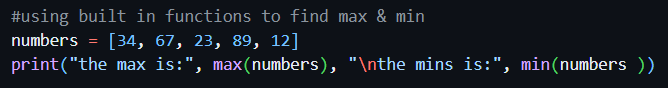 #using built in functions to find max & min
numbers = [34, 67, 23, 89, 12]
print("the max is:", max(numbers), "\nthe mins is:", min(numbers ))